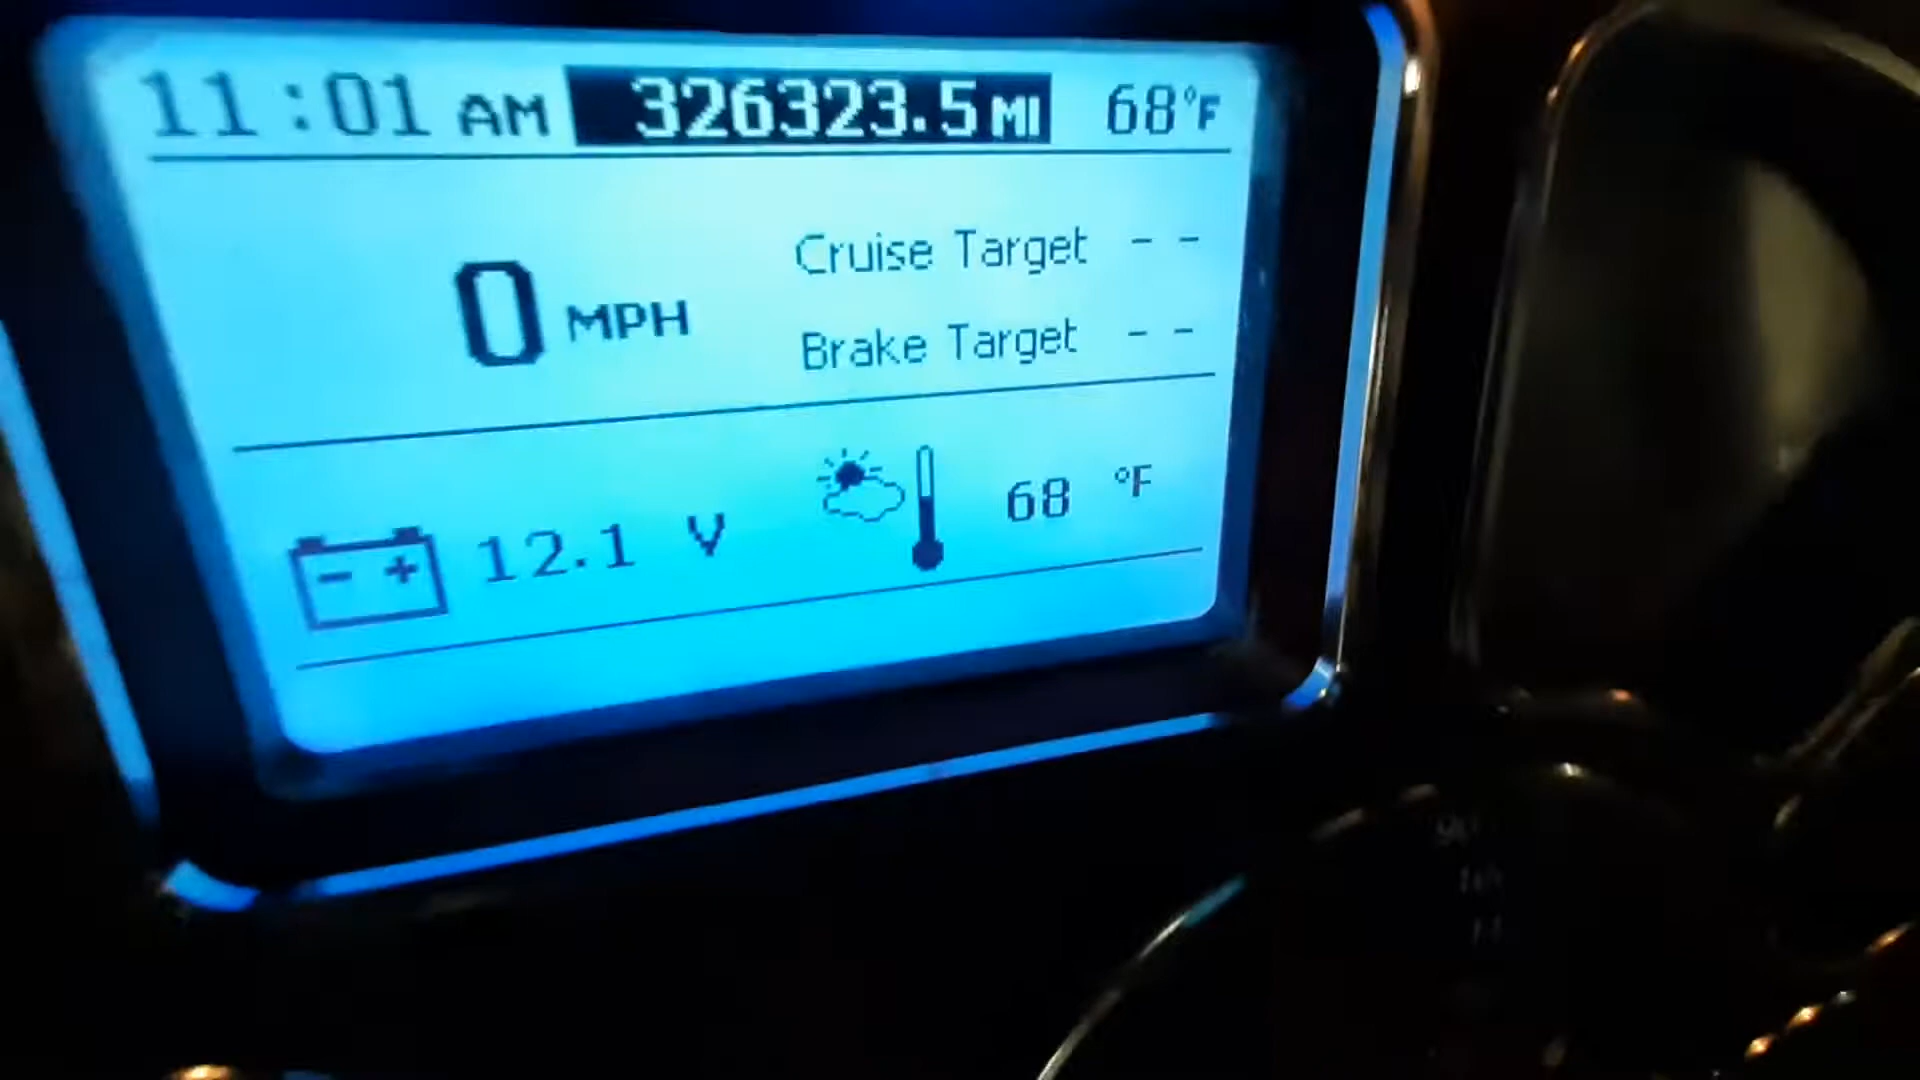 11:01 AM 326323.5 MI 68°F
Cruise Target - -
0 MPH
Brake Target - -
- + 12.1 V 68 °F